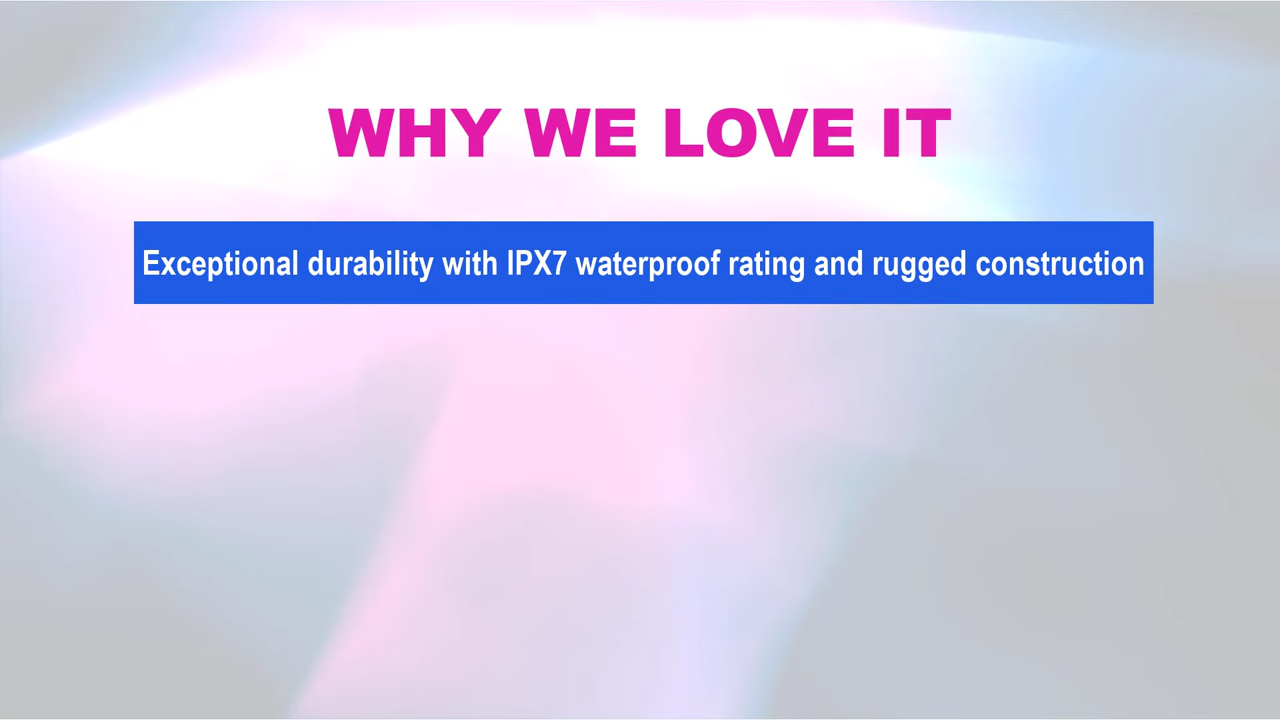 WHY WE LOVE IT
Exceptional durability with IPX7 waterproof rating and rugged construction